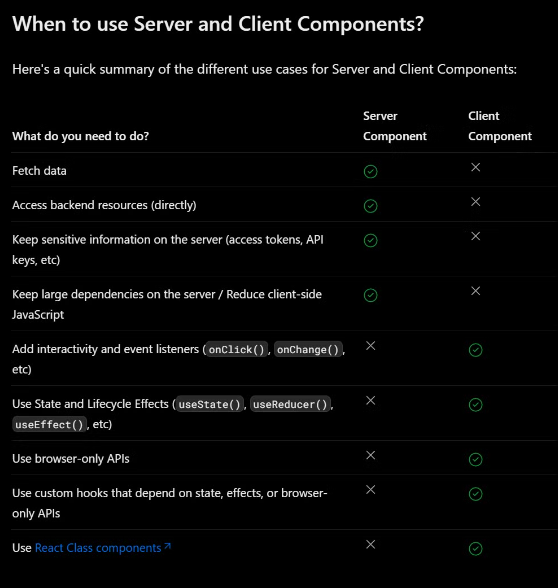 When to use Server and Client Components?
Here's a quick summary of the different use cases for Server and Client Components:
Server
Component
Client
Component
What do you need to do?
Fetch data
Access backend resources (directly)
Keep sensitive information on the server (access tokens, API
keys, etc)
Keep large dependencies on the server / Reduce client-side
JavaScript
Add interactivity and event listeners (onClick(), onChange(),
etc)
Use State and Lifecycle Effects (useState(), useReducer(),
useEffect(), etc)
Use browser-only APIs
Use custom hooks that depend on state, effects, or browser-
only APIs
Use React Class components